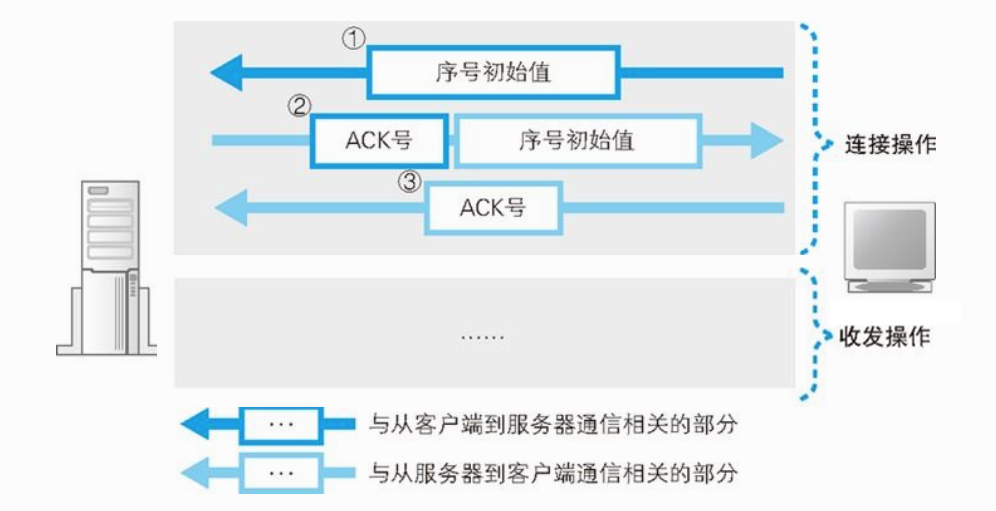 ①
序号初始值
②
ACK号
序号初始值
连接操作
③
ACK号
······
收发操作
··· 与从客户端到服务器通信相关的部分
··· 与从服务器到客户端通信相关的部分